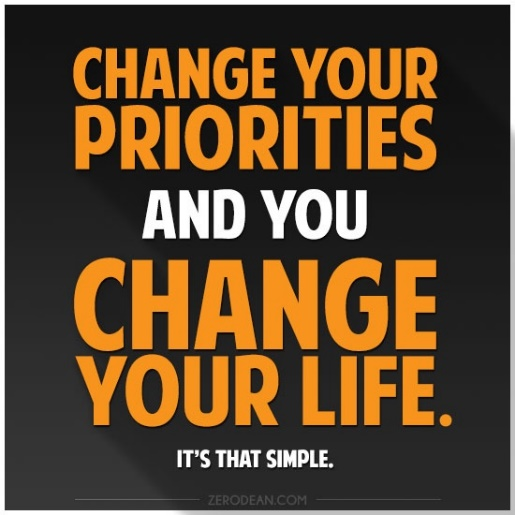 CHANGE YOUR
PRIORITIES
AND YOU
CHANGE
YOUR LIFE.
IT'S THAT SIMPLE.
ZERODEAN.COM